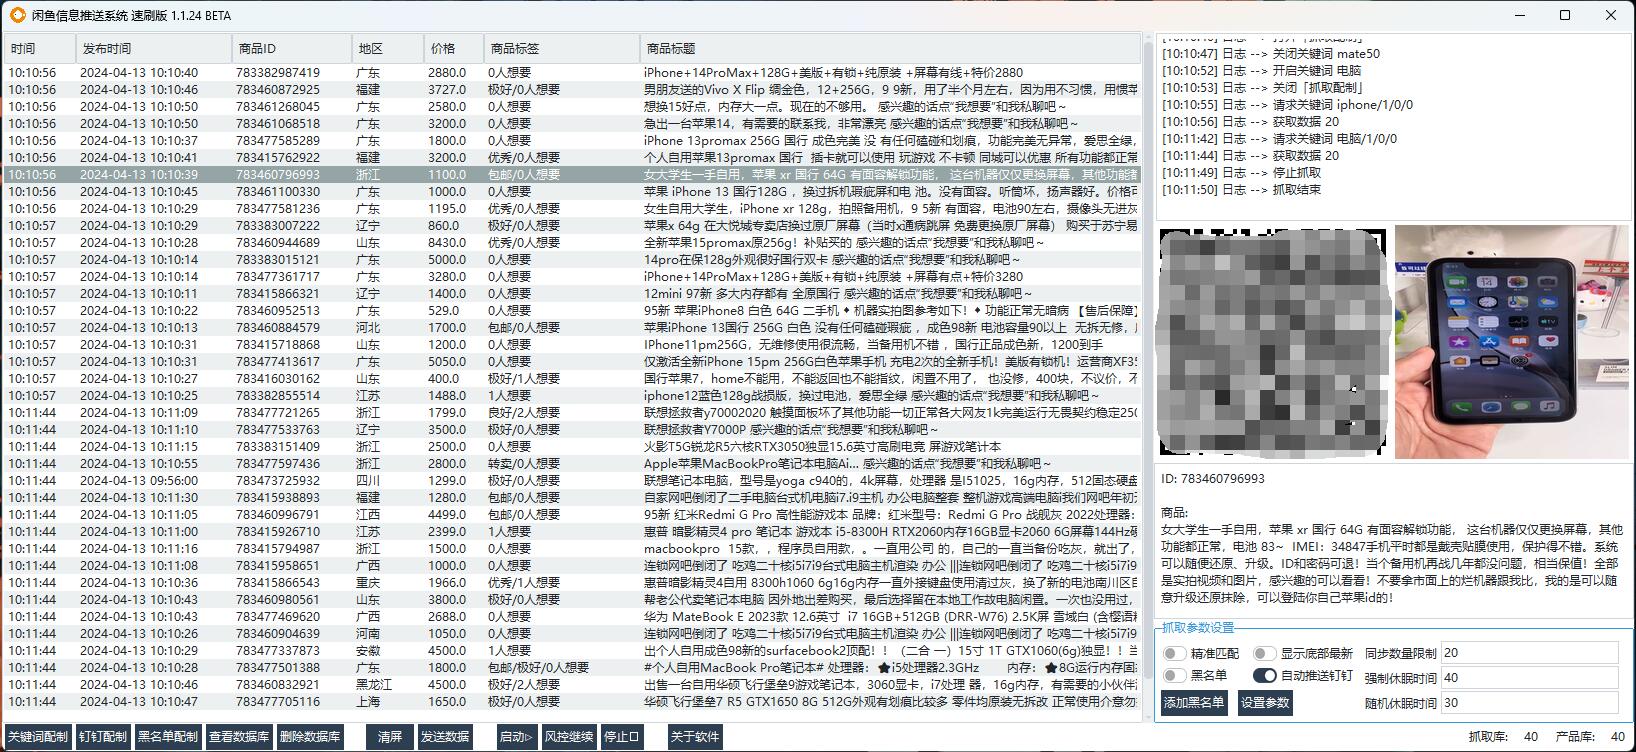 闲鱼信息推送系统 速刷版 1.1.24 BETA
时间 发布时间 商品ID 地区 价格 商品标签 商品标题
10:10:56 2024-04-13 10:10:40 783382987419 广东 2880.0 0人想要 iPhone+14ProMax+128G+美版+有锁+纯原装 +屏幕有线+特价2880
10:10:56 2024-04-13 10:10:46 783460872925 福建 3727.0 极好/0人想要 男朋友送的Vivo X Flip 绸金色，12+256G，9 9新，用了半个月左右，因为用不习惯，用惯苹
10:10:56 2024-04-13 10:10:50 783461268045 广东 2580.0 0人想要 想换15好点，内存大一点。现在的不够用。 感兴趣的话点“我想要”和我私聊吧～
10:10:56 2024-04-13 10:10:50 783461068518 广东 3200.0 0人想要 急出一台苹果14，有需要的联系我，非常漂亮 感兴趣的话点“我想要”和我私聊吧～
10:10:56 2024-04-13 10:10:37 783477585289 广东 1800.0 0人想要 iPhone 13promax 256G 国行 成色完美 没 有任何磕碰和划痕，功能完美无异常，爱思全绿，
10:10:56 2024-04-13 10:10:41 783415762922 福建 3200.0 优秀/0人想要 个人自用苹果13promax 国行 插卡就可以使用 玩游戏 不卡顿 同城可以优惠 所有功能都正常
10:10:56 2024-04-13 10:10:39 783460796993 浙江 1100.0 包邮/0人想要 女大学生一手自用，苹果 xr 国行 64G 有面容解锁功能， 这台机器仅仅更换屏幕，其他功能都
10:10:56 2024-04-13 10:10:45 783461100330 广东 1000.0 0人想要 苹果 iPhone 13 国行128G ，换过拆机瑕疵屏和电 池。没有面容。听筒坏，扬声器好。价格可
10:10:56 2024-04-13 10:10:29 783477581236 广东 1195.0 优秀/0人想要 女生自用大学生，iPhone xr 128g，拍照备用机，9 5新 有面容，电池90左右，摄像头无进灰
10:10:56 2024-04-13 10:10:29 783383007222 辽宁 860.0 极好/0人想要 苹果x 64g 在大悦城专卖店换过原厂屏幕（当时x通病跳屏 免费更换原厂屏幕） 购买于苏宁易
10:10:56 2024-04-13 10:10:28 783460944689 山东 8430.0 优秀/0人想要 全新苹果15promax原256g！补贴买的 感兴趣的话点“我想要”和我私聊吧～
10:10:57 2024-04-13 10:10:14 783383015121 广东 5000.0 0人想要 14pro在保128g外观很好国行双卡 感兴趣的话点“我想要”和我私聊吧～
10:10:57 2024-04-13 10:10:14 783477361717 广东 3280.0 0人想要 iPhone+14ProMax+128G+美版+有锁+纯原装 +屏幕有点+特价3280
10:10:57 2024-04-13 10:10:11 783415866321 辽宁 1400.0 0人想要 12mini 97新 多大内存都有 全原国行 感兴趣的话点“我想要”和我私聊吧～
10:10:57 2024-04-13 10:10:22 783460952513 广东 529.0 0人想要 95新 苹果iPhone8 白色 64G 二手机 ♦ 机器实拍图参考如下！♦ 功能正常无暗病 【售后保障】
10:10:57 2024-04-13 10:10:13 783460884579 河北 1700.0 包邮/0人想要 苹果iPhone 13国行 256G 白色 没有任何磕碰瑕疵 ，成色98新 电池容量90以上 无拆无修，
10:10:57 2024-04-13 10:10:31 783415718868 山东 1200.0 0人想要 IPhone11pm256G，无维修使用很流畅，当备用机不错 ，国行正品成色新，1200到手
10:10:57 2024-04-13 10:10:31 783477413617 广东 5050.0 0人想要 仅激活全新iPhone 15pm 256G白色苹果手机 充电2次的全新手机！美版有锁机！运营商XF35
10:10:57 2024-04-13 10:10:27 783416030162 山东 400.0 极好/1人想要 国行苹果7，home不能用，不能返回也不能指纹，闲置不用了， 也没修，400块，不议价，不
10:10:57 2024-04-13 10:10:25 783382855514 江苏 1488.0 1人想要 iphone12蓝色128g战损版，换过电池，爱思全绿 感兴趣的话点“我想要”和我私聊吧～
10:11:44 2024-04-13 10:11:09 783477721265 浙江 1799.0 良好/2人想要 联想拯救者y70002020 触摸面板坏了其他功能一切正常各大网友1k完美运行无畏契约稳定250
10:11:44 2024-04-13 10:11:10 783477533763 辽宁 3500.0 极好/0人想要 联想拯救者Y7000P 感兴趣的话点“我想要”和我私聊吧～
10:11:44 2024-04-13 10:11:15 783383151409 浙江 2500.0 0人想要 火影T5G锐龙R5六核RTX3050独显15.6英寸高刷电竞 屏游戏笔计本
10:11:44 2024-04-13 10:10:55 783477597436 浙江 2800.0 转卖/0人想要 Apple苹果MacBookPro笔记本电脑Ai... 感兴趣的话点“我想要”和我私聊吧～
10:11:44 2024-04-13 09:56:00 783473725932 四川 1299.0 极好/0人想要 联想笔记本电脑，型号是yoga c940的，4k屏幕，处理器 是I51025，16g内存，512固态硬盘
10:11:44 2024-04-13 10:11:30 783415938893 福建 1280.0 包邮/0人想要 自家网吧倒闭了二手电脑台式机电脑i7.i9主机 办公电脑整套 整机游戏高端电脑i我们网吧年初
10:11:44 2024-04-13 10:11:05 783460996791 江西 4499.0 包邮/0人想要 95新 红米Redmi G Pro 高性能游戏本 品牌：红米型号：Redmi G Pro 战舰灰 2022处理器：
10:11:44 2024-04-13 10:11:00 783415926710 江苏 2399.0 1人想要 惠普 暗影精灵4 pro 笔记本 游戏本 i5-8300H RTX2060内存16GB显卡2060 6G屏幕144Hz硬
10:11:44 2024-04-13 10:11:16 783415794987 浙江 1500.0 0人想要 macbookpro 15款，，程序员自用款，。一直用公司 的，自己的一直当备份吃灰，就出了，
10:11:44 2024-04-13 10:11:08 783415958651 广西 1000.0 0人想要 连锁网吧倒闭了 吃鸡二十核i5i7i9台式电脑主机渲染 办公 |||连锁网吧倒闭了 吃鸡二十核i5i7i9
10:11:44 2024-04-13 10:10:36 783415866543 重庆 1966.0 优秀/1人想要 惠普暗影精灵4自用 8300h1060 6g16g内存一直外接键盘使用清过灰，换了新的电池南川区自
10:11:44 2024-04-13 10:10:43 783460980561 山东 3800.0 极好/0人想要 帮老公代卖笔记本电脑 因外地出差购买，最后选择留在本地工作故电脑闲置。一次也没用过，
10:11:44 2024-04-13 10:10:43 783477469620 广西 2688.0 0人想要 华为 MateBook E 2023款 12.6英寸 i7 16GB+512GB (DRR-W76) 2.5K屏 雪域白 (含樱语粉
10:11:44 2024-04-13 10:10:47 783460904639 河南 1050.0 0人想要 连锁网吧倒闭了 吃鸡二十核i5i7i9台式电脑主机渲染 办公 |||连锁网吧倒闭了 吃鸡二十核i5i7i9
10:11:44 2024-04-13 10:10:29 783477073377 安徽 4500.0 1人想要 出个人自用成色98新的surfacebook2顶配！！（二合 一）15寸 1T GTX1060(6g)独显！！当
10:11:44 2024-04-13 10:10:28 783477501388 广东 1800.0 包邮/极好/0人想要 #个人自用MacBook Pro笔记本# 处理器：★i5处理器2.3GHz 内存：★8G运行内存固
10:11:44 2024-04-13 10:10:46 783460832921 黑龙江 4500.0 极好/2人想要 出售一台自用华硕飞行堡垒9游戏笔记本，3060显卡，i7处理 器，16g内存，有需要的小伙伴
10:11:44 2024-04-13 10:10:47 783477705116 上海 1650.0 极好/0人想要 华硕飞行堡垒7 R5 GTX1650 8G 512G外观有划痕比较多 零件均原装无拆改 正常使用介意勿
关键词配制 钉钉配制 黑名单配制 查看数据库 删除数据库 清屏 发送数据 启动▷ 风控继续 停止□ 关于软件
[10:10:47] 日志 --> 关闭关键词 mate50
[10:10:52] 日志 --> 开启关键词 电脑
[10:10:53] 日志 --> 关闭「抓取配制」
[10:10:55] 日志 --> 请求关键词 iphone/1/0/0
[10:10:56] 日志 --> 获取数据 20
[10:11:42] 日志 --> 请求关键词 电脑/1/0/0
[10:11:44] 日志 --> 获取数据 20
[10:11:49] 日志 --> 停止抓取
[10:11:50] 日志 --> 抓取结束
ID: 783460796993
商品:
女大学生一手自用，苹果 xr 国行 64G 有面容解锁功能， 这台机器仅仅更换屏幕，其他
功能都正常，电池 83~ IMEI：34847手机平时都是戴壳贴膜使用，保护得不错。系统
可以随便还原、升级。ID和密码可退！当个备用机再战几年都没问题，相当保值！全部
是实拍视频和图片，感兴趣的可以看看！不要拿市面上的烂机器跟我比，我的是可以随
意升级还原抹除，可以登陆你自己苹果id的！
抓取参数设置
精准匹配 显示底部最新 同步数量限制 20
黑名单 自动推送钉钉 强制休眠时间 40
添加黑名单 设置参数 随机休眠时间 30
抓取库: 40 产品库: 40